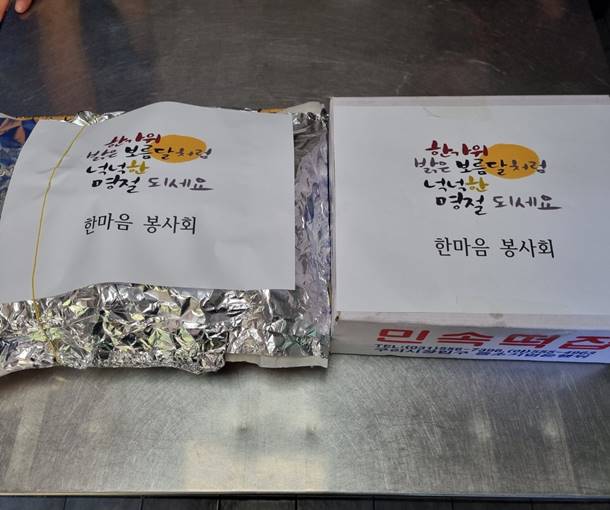 한가위
밝은 보름달처럼
넉넉한
명절 되세요
한마음 봉사회
한가위
밝은 보름달처럼
넉넉한
명절 되세요
한마음 봉사회
민속떡집